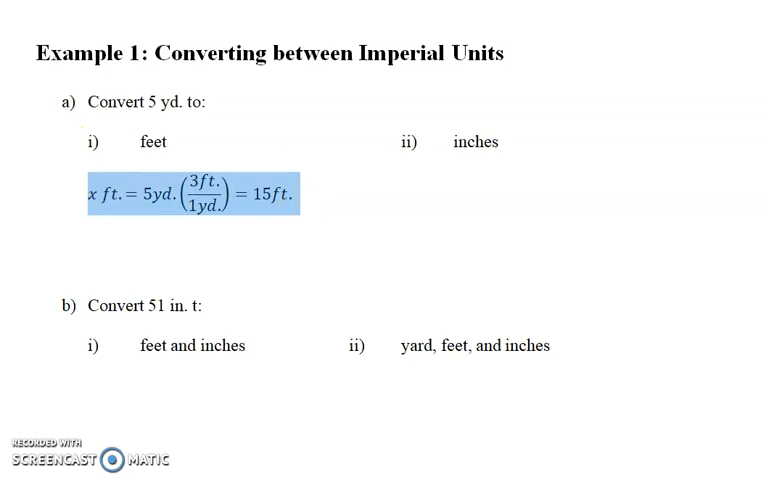 Example 1: Converting between Imperial Units
a) Convert 5 yd. to:
i) feet ii) inches
x ft. = 5yd. (3ft./1yd.) = 15ft.
b) Convert 51 in. t:
i) feet and inches ii) yard, feet, and inches
RECORDED WITH
SCREENCAST MATIC